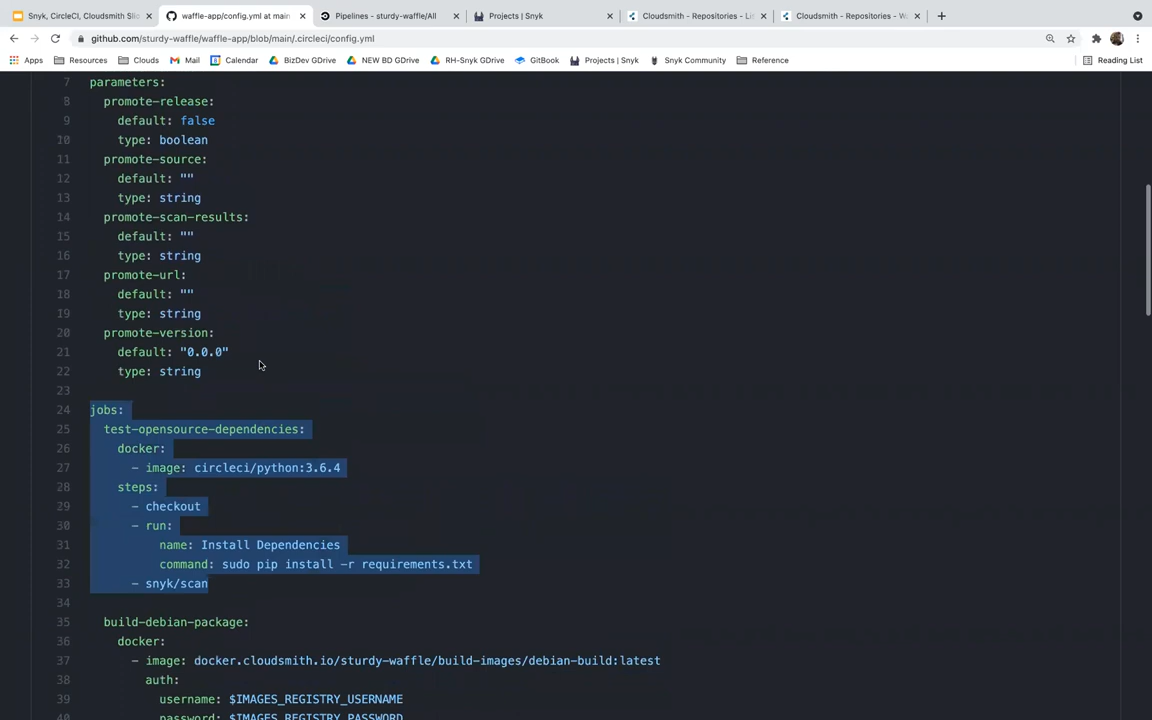 Snyk, CircleCI, Cloudsmith Slid
waffle-app/config.yml at main
Pipelines - sturdy-waffle/All
Projects | Snyk
Cloudsmith - Repositories - Li
Cloudsmith - Repositories - Wa
github.com/sturdy-waffle/waffle-app/blob/main/.circleci/config.yml
Apps Resources Clouds Mail Calendar BizDev GDrive NEW BD GDrive RH-Snyk GDrive GitBook Projects | Snyk Snyk Community Reference Reading List
7 parameters:
8 promote-release:
9 default: false
10 type: boolean
11 promote-source:
12 default: ""
13 type: string
14 promote-scan-results:
15 default: ""
16 type: string
17 promote-url:
18 default: ""
19 type: string
20 promote-version:
21 default: "0.0.0"
22 type: string
23
24 jobs:
25 test-opensource-dependencies:
26 docker:
27 - image: circleci/python:3.6.4
28 steps:
29 - checkout
30 - run:
31 name: Install Dependencies
32 command: sudo pip install -r requirements.txt
33 - snyk/scan
34
35 build-debian-package:
36 docker:
37 - image: docker.cloudsmith.io/sturdy-waffle/build-images/debian-build:latest
38 auth:
39 username: $IMAGES_REGISTRY_USERNAME
40 password: $IMAGES_REGISTRY_PASSWORD